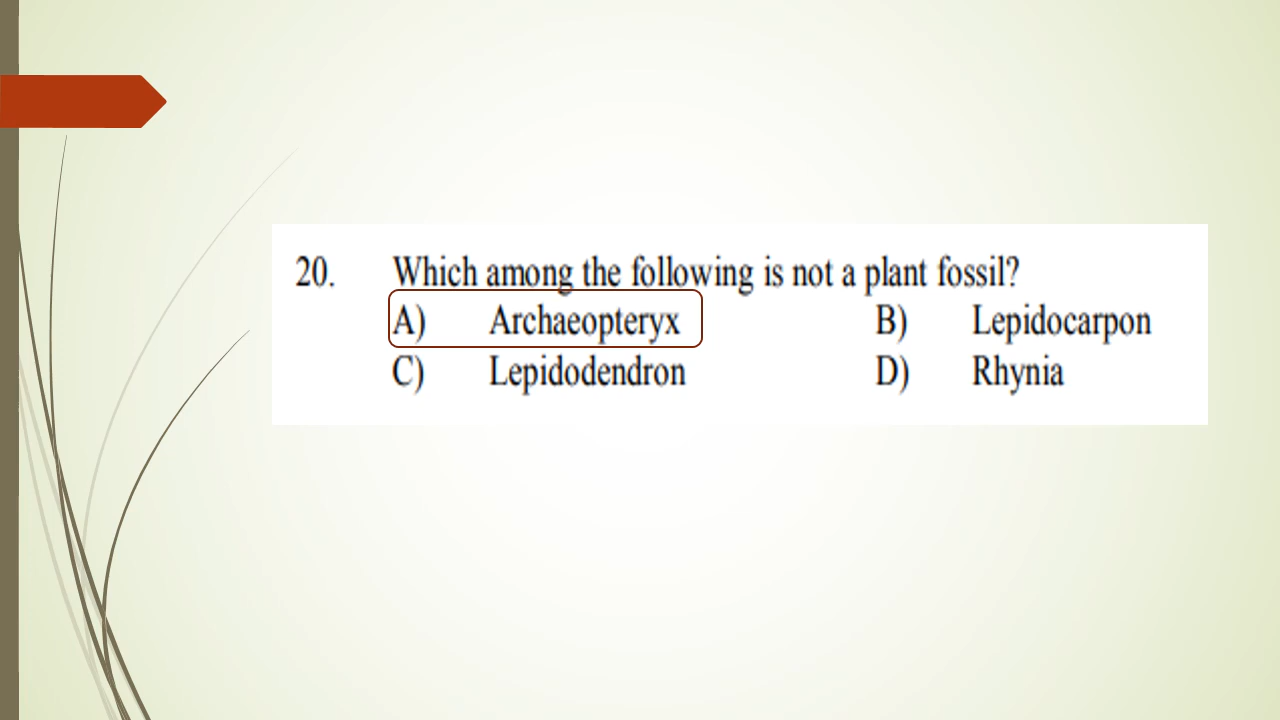 20. Which among the following is not a plant fossil?
A) Archaeopteryx B) Lepidocarpon
C) Lepidodendron D) Rhynia